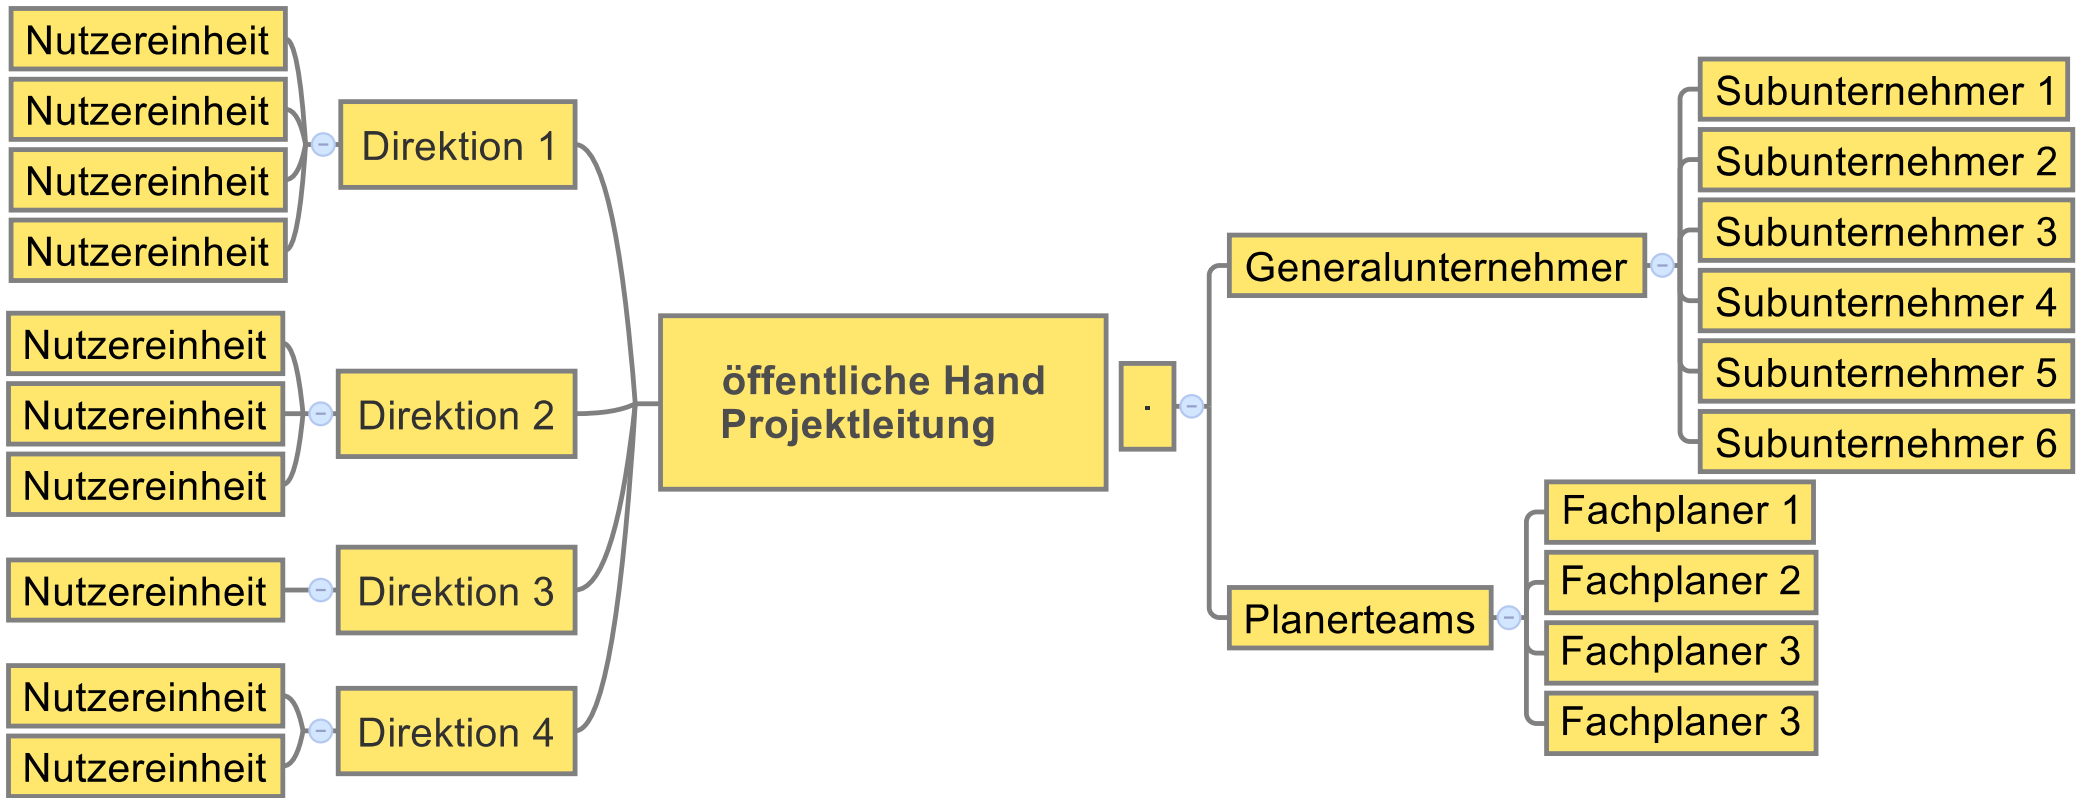 Nutzereinheit
Nutzereinheit
Nutzereinheit
Nutzereinheit
Direktion 1
Nutzereinheit
Nutzereinheit
Nutzereinheit
Direktion 2
Nutzereinheit
Direktion 3
Nutzereinheit
Nutzereinheit
Direktion 4
öffentliche Hand
Projektleitung
.
Generalunternehmer
Subunternehmer 1
Subunternehmer 2
Subunternehmer 3
Subunternehmer 4
Subunternehmer 5
Subunternehmer 6
Planerteams
Fachplaner 1
Fachplaner 2
Fachplaner 3
Fachplaner 3